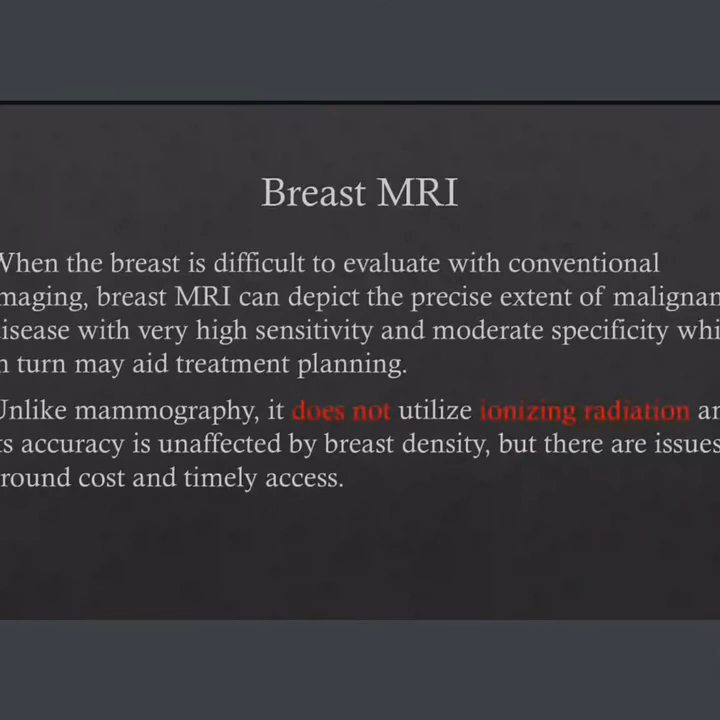 Breast MRI
When the breast is difficult to evaluate with conventional
maging, breast MRI can depict the precise extent of malignan
isease with very high sensitivity and moderate specificity whi
n turn may aid treatment planning.
Unlike mammography, it does not utilize ionizing radiation an
ts accuracy is unaffected by breast density, but there are issues
round cost and timely access.